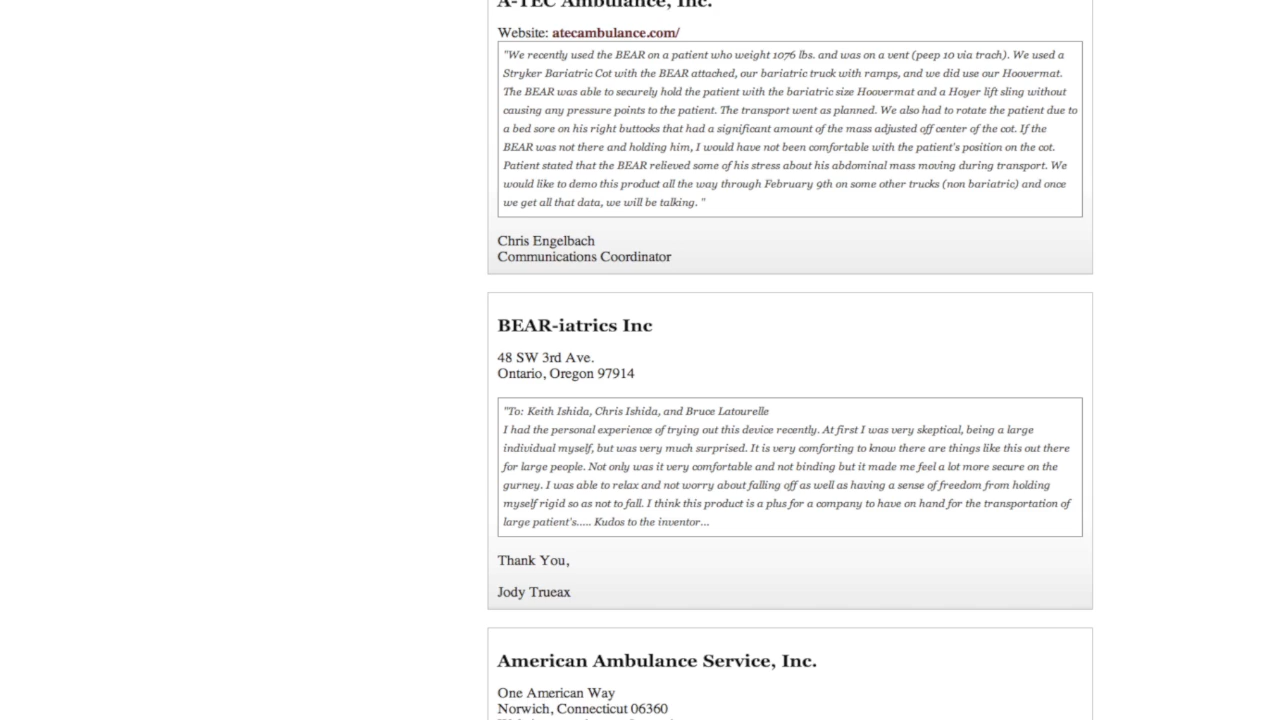 A-TEC Ambulance, Inc.
Website: atecambulance.com/
"We recently used the BEAR on a patient who weight 1076 lbs. and was on a vent (peep 10 via trach). We used a
Stryker Bariatric Cot with the BEAR attached, our bariatric truck with ramps, and we did use our Hoovermat.
The BEAR was able to securely hold the patient with the bariatric size Hoovermat and a Hoyer lift sling without
causing any pressure points to the patient. The transport went as planned. We also had to rotate the patient due to
a bed sore on his right buttocks that had a significant amount of the mass adjusted off center of the cot. If the
BEAR was not there and holding him, I would have not been comfortable with the patient's position on the cot.
Patient stated that the BEAR relieved some of his stress about his abdominal mass moving during transport. We
would like to demo this product all the way through February 9th on some other trucks (non bariatric) and once
we get all that data, we will be talking. "
Chris Engelbach
Communications Coordinator
BEAR-iatrics Inc
48 SW 3rd Ave.
Ontario, Oregon 97914
"To: Keith Ishida, Chris Ishida, and Bruce Latourelle
I had the personal experience of trying out this device recently. At first I was very skeptical, being a large
individual myself, but was very much surprised. It is very comforting to know there are things like this out there
for large people. Not only was it very comfortable and not binding but it made me feel a lot more secure on the
gurney. I was able to relax and not worry about falling off as well as having a sense of freedom from holding
myself rigid so as not to fall. I think this product is a plus for a company to have on hand for the transportation of
large patient's..... Kudos to the inventor...
Thank You,
Jody Trueax
American Ambulance Service, Inc.
One American Way
Norwich, Connecticut 06360